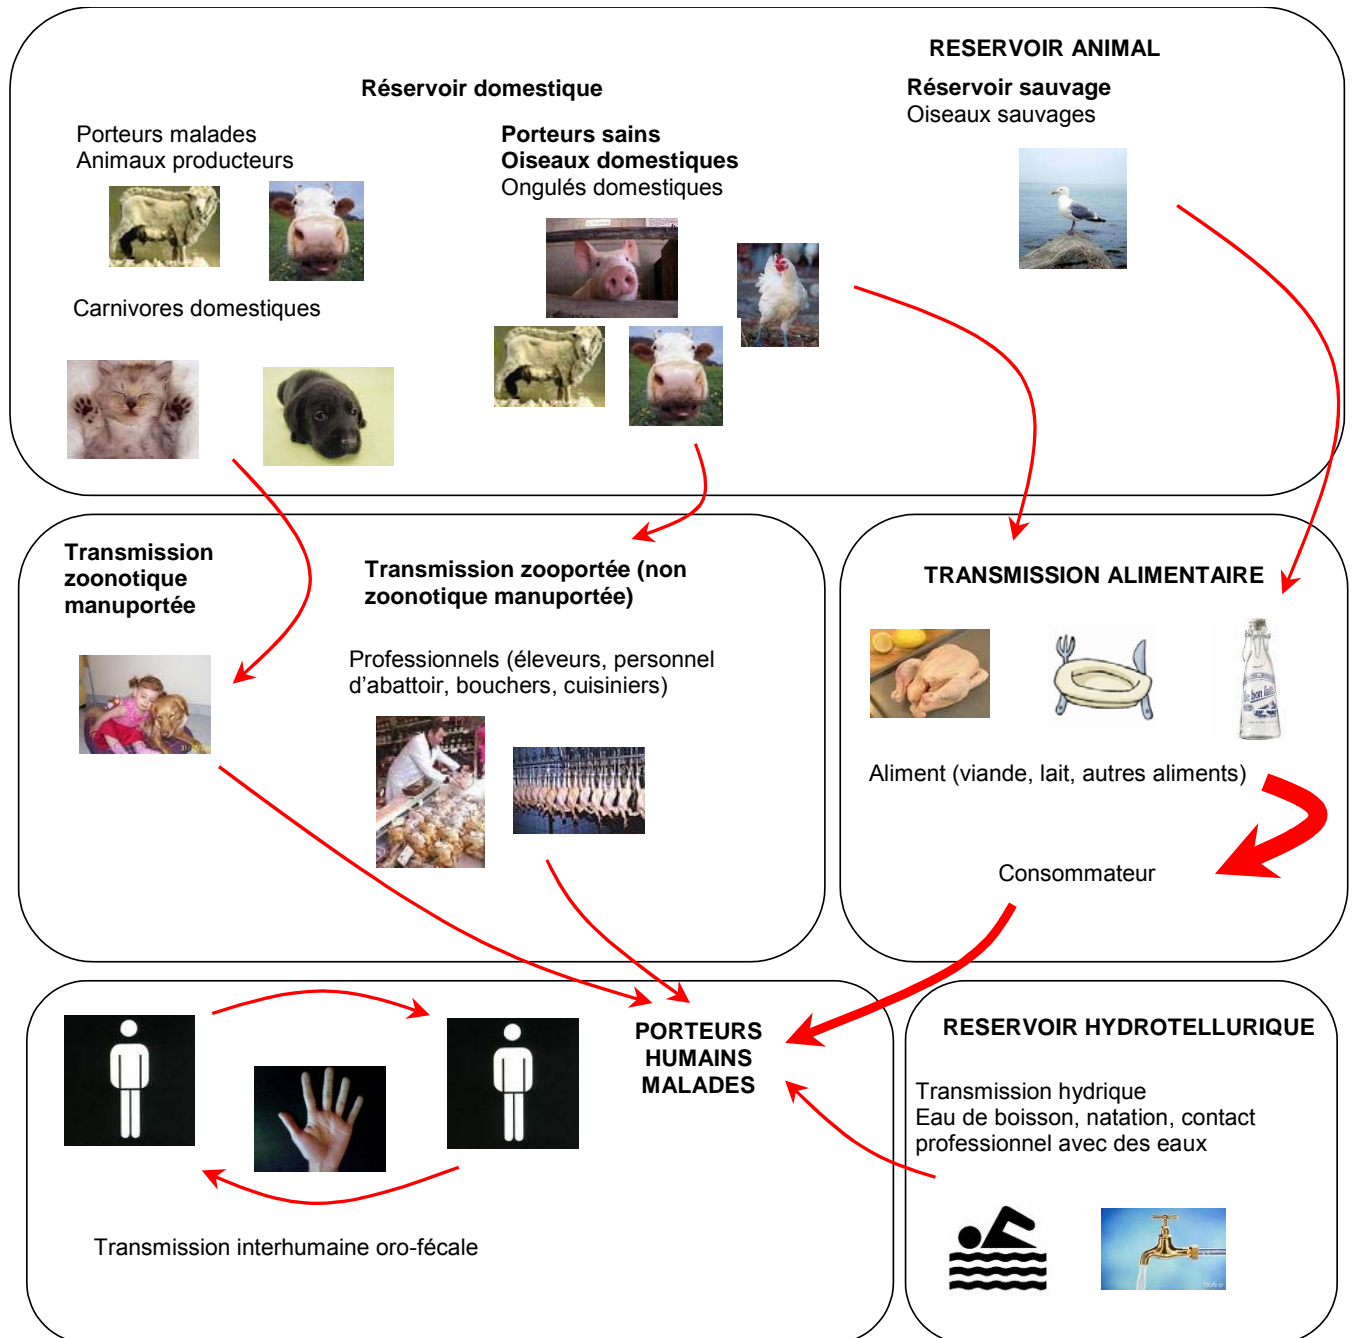 RESERVOIR ANIMAL
Réservoir domestique
Réservoir sauvage
Oiseaux sauvages
Porteurs malades
Animaux producteurs
Porteurs sains
Oiseaux domestiques
Ongulés domestiques
Carnivores domestiques
Transmission
zoonotique
manuportée
Transmission zooportée (non
zoonotique manuportée)
Professionnels (éleveurs, personnel
d'abattoir, bouchers, cuisiniers)
TRANSMISSION ALIMENTAIRE
Aliment (viande, lait, autres aliments)
Consommateur
PORTEURS
HUMAINS
MALADES
Transmission interhumaine oro-fécale
RESERVOIR HYDROTELLURIQUE
Transmission hydrique
Eau de boisson, natation, contact
professionnel avec des eaux